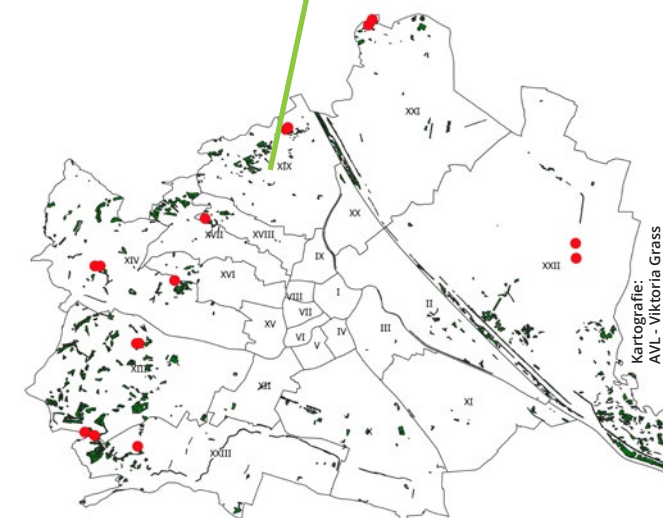 XXI
XIX
XX
XVII
XVIII
IX
XIV
XVI
XXII
VIII
I
VII
II
XV
VI
V
IV
III
XIII
XII
XI
X
XXIII
Kartografie:
AVL - Viktoria Grass